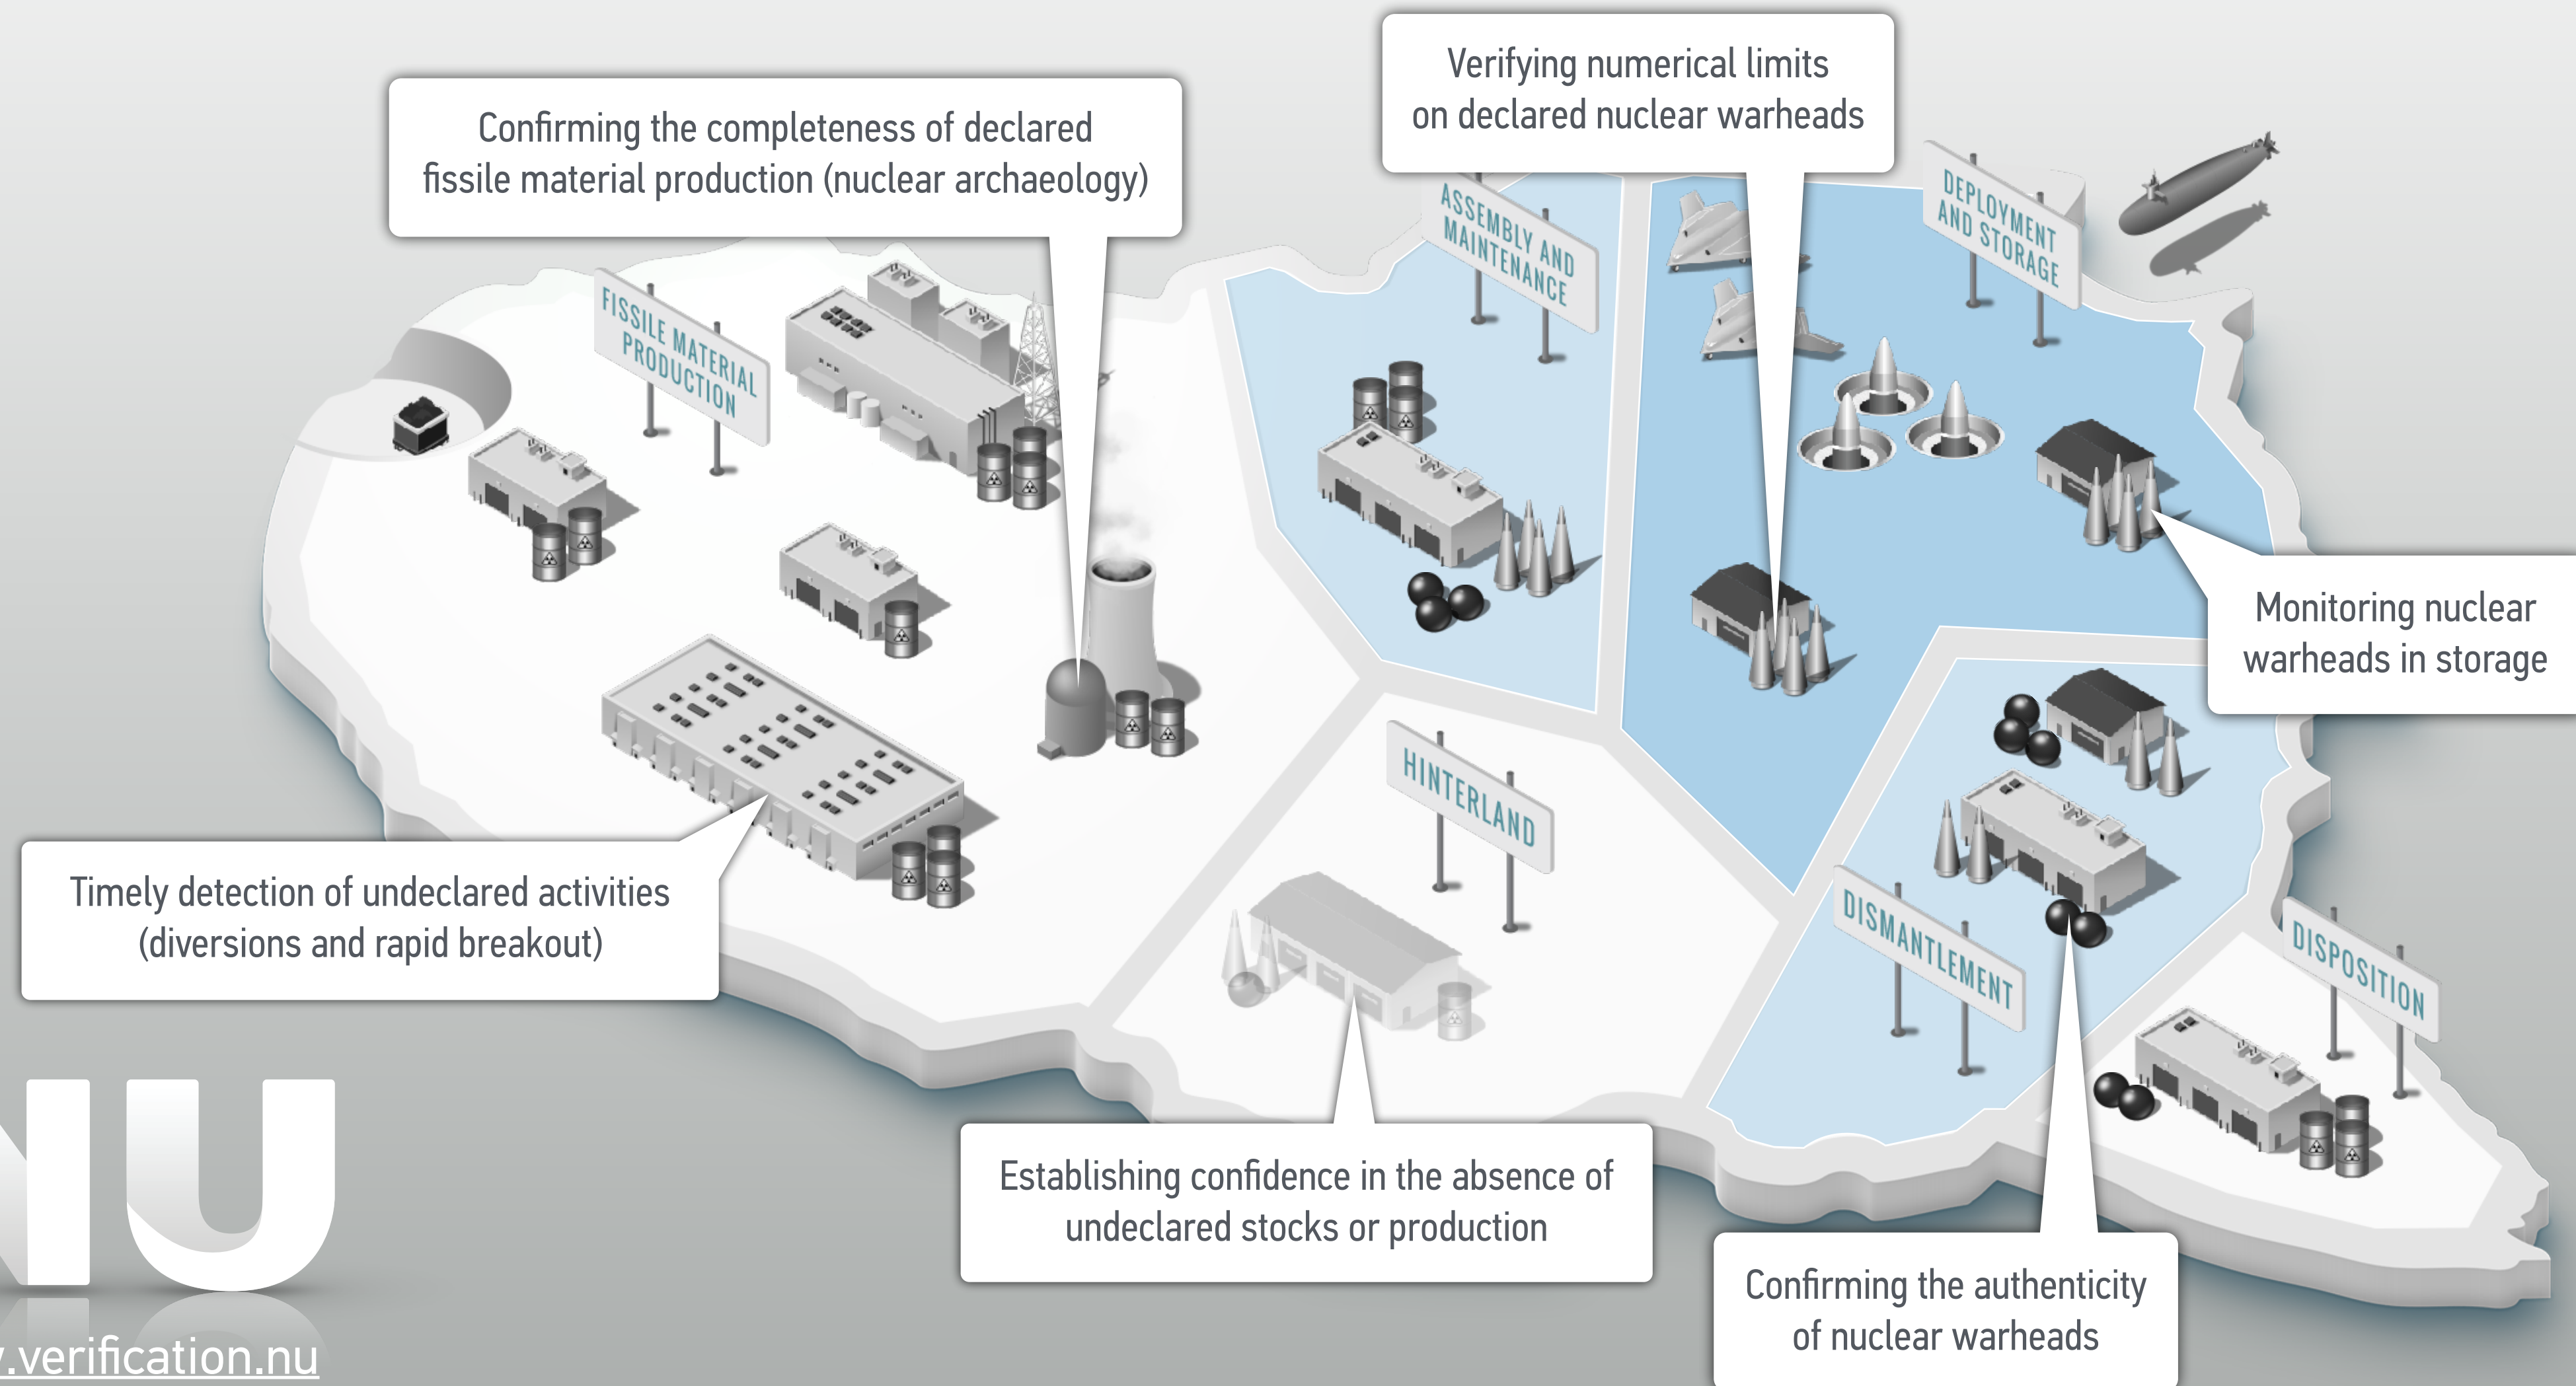 Verifying numerical limits
on declared nuclear warheads
Confirming the completeness of declared
fissile material production (nuclear archaeology)
ASSEMBLY AND
MAINTENANCE
DEPLOYMENT
AND STORAGE
FISSILE MATERIAL
PRODUCTION
Monitoring nuclear
warheads in storage
HINTERLAND
Timely detection of undeclared activities
(diversions and rapid breakout)
DISMANTLEMENT
DISPOSITION
Establishing confidence in the absence of
undeclared stocks or production
Confirming the authenticity
of nuclear warheads
NU
.verification.nu